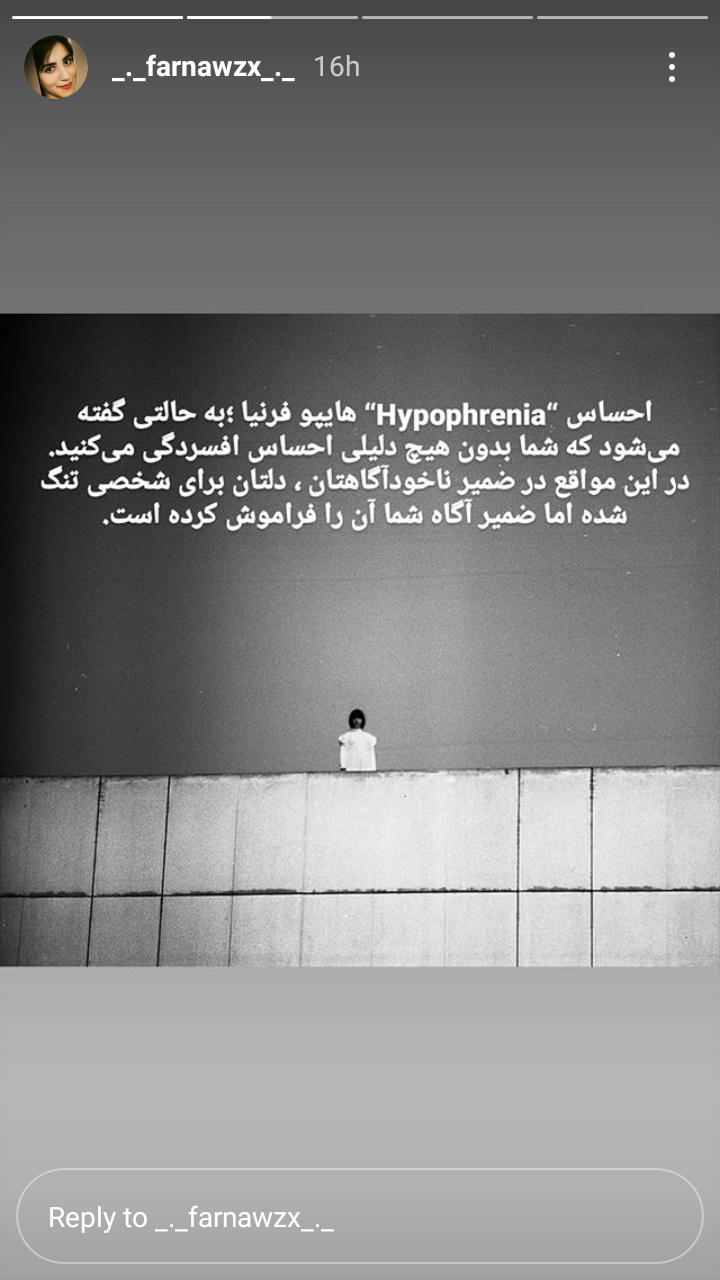 _._farnawzx_._ 16h
احساس “Hypophrenia“ هایپو فرنیا ؛به حالتی گفته
می‌شود که شما بدون هیچ دلیلی احساس افسردگی می‌کنید.
در این مواقع در ضمیر ناخودآگاهتان ، دلتان برای شخصی تنگ
شده اما ضمیر آگاه شما آن را فراموش کرده است.
Reply to _._farnawzx_._